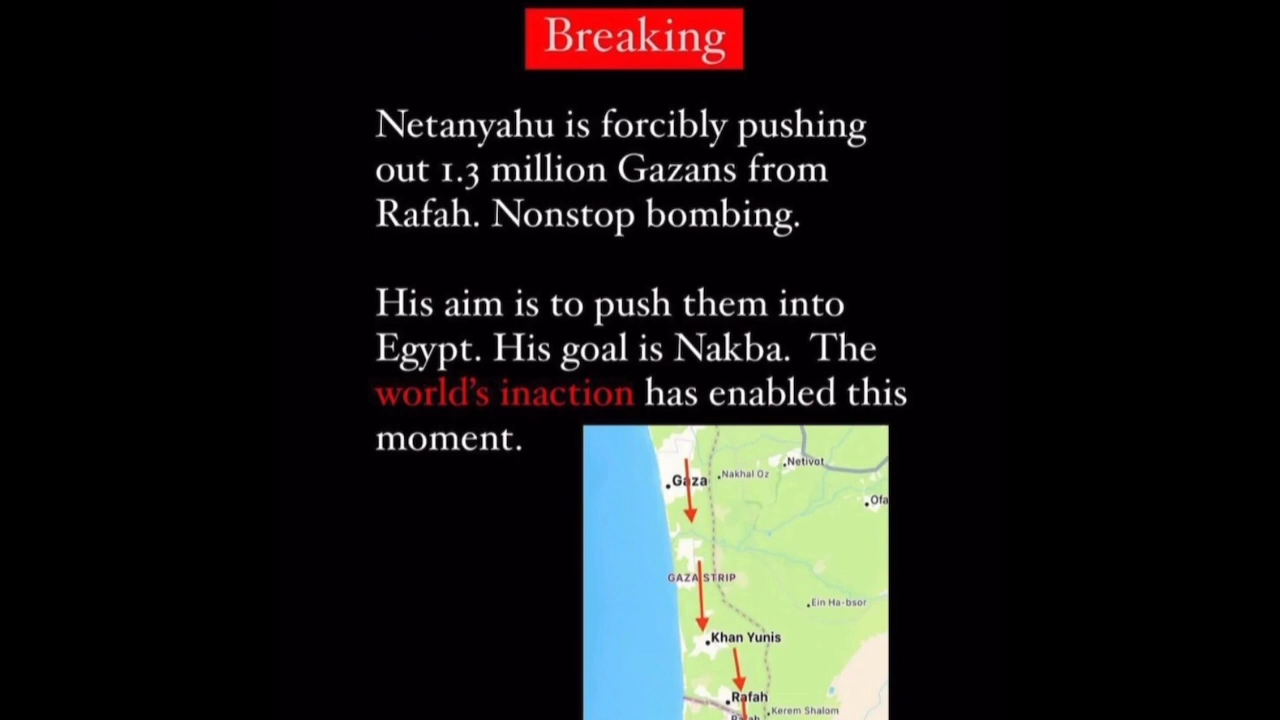 Breaking
Netanyahu is forcibly pushing
out 1.3 million Gazans from
Rafah. Nonstop bombing.
His aim is to push them into
Egypt. His goal is Nakba. The
world's inaction has enabled this
moment.
Netivot
Nakhal Oz
Gaza
Ofa
GAZA STRIP
Ein Ha-bsor
Khan Yunis
Rafah
Kerem Shalom
Rafah